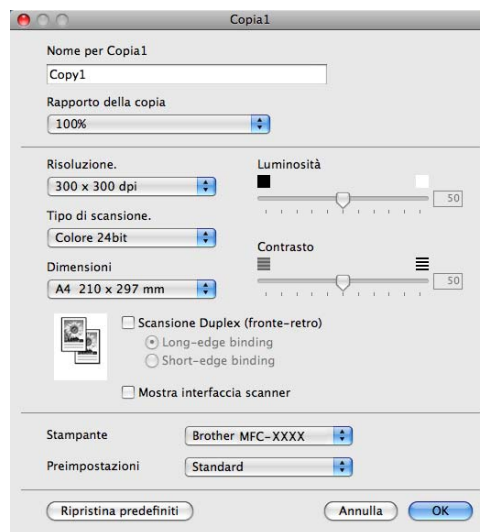 Copia1
Nome per Copia1
Copy1
Rapporto della copia
100%
Risoluzione.
300 x 300 dpi
Tipo di scansione.
Colore 24bit
Dimensioni
A4 210 x 297 mm
Luminosità
50
Contrasto
50
Scansione Duplex (fronte-retro)
Long-edge binding
Short-edge binding
Mostra interfaccia scanner
Stampante
Brother MFC-XXXX
Preimpostazioni
Standard
Ripristina predefiniti
Annulla
OK